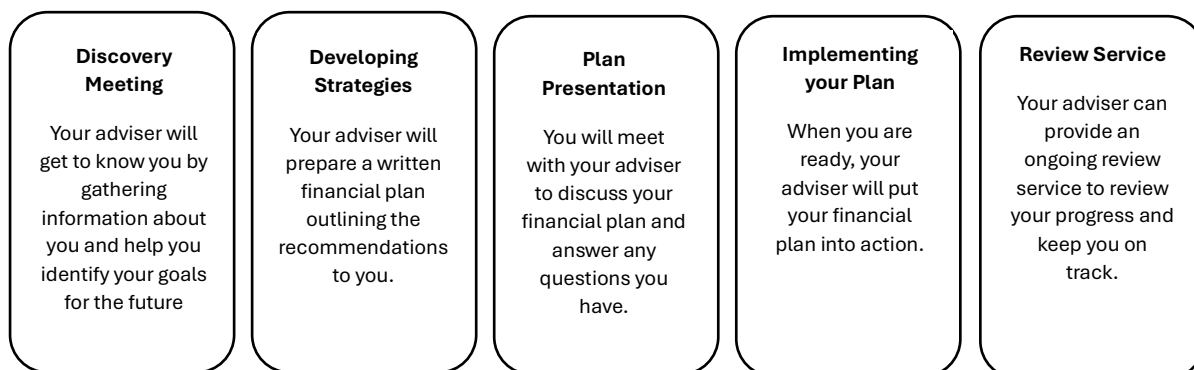 Discovery
Meeting
Your adviser will
get to know you by
gathering
information about
you and help you
identify your goals
for the future
Developing
Strategies
Your adviser will
prepare a written
financial plan
outlining the
recommendations
to you.
Plan
Presentation
You will meet
with your adviser
to discuss your
financial plan and
answer any
questions you
have.
Implementing
your Plan
When you are
ready, your
adviser will put
your financial
plan into action.
Review Service
Your adviser can
provide an
ongoing review
service to review
your progress and
keep you on
track.